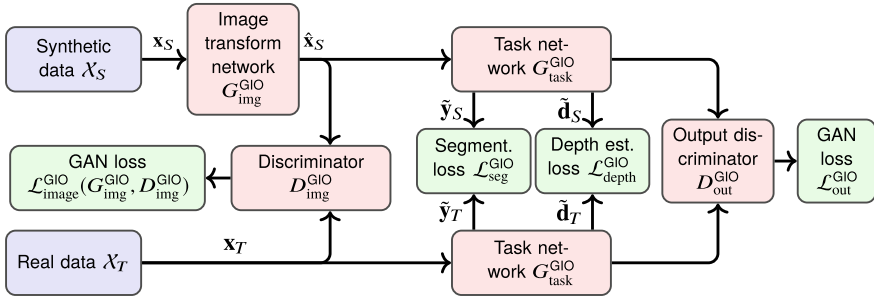 Synthetic
data 𝒳_S
x_S
Image
transform
network
G_img^GIO
x̂_S
Task net-
work G_task^GIO
ỹ_S
d̃_S
GAN loss
ℒ_image^GIO(G_img^GIO, D_img^GIO)
Discriminator
D_img^GIO
Segment.
loss ℒ_seg^GIO
Depth est.
loss ℒ_depth^GIO
Output dis-
criminator
D_out^GIO
GAN
loss
ℒ_out^GIO
ỹ_T
d̃_T
Real data 𝒳_T
x_T
Task net-
work G_task^GIO